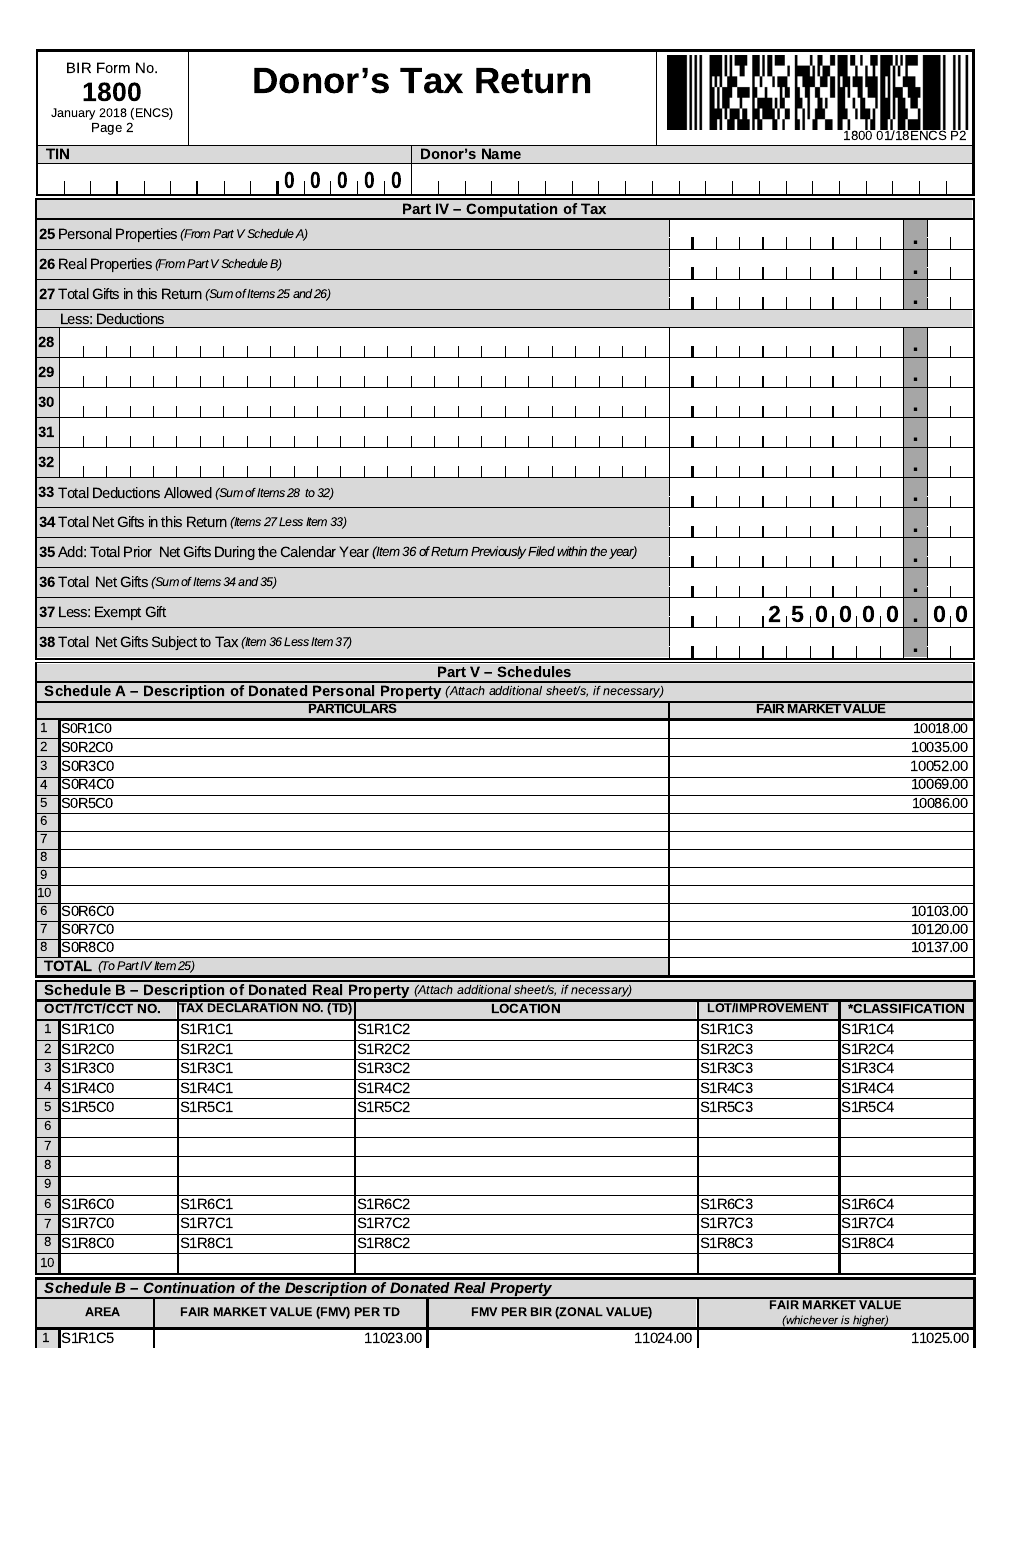 BIR Form No.
1800
January 2018 (ENCS)
Page 2
Donor’s Tax Return
1800 01/18ENCS P2
TIN Donor’s Name
0 0 0 0 0
Part IV – Computation of Tax
25 Personal Properties (From Part V Schedule A) .
26 Real Properties (From Part V Schedule B) .
27 Total Gifts in this Return (Sum of Items 25 and 26) .
Less: Deductions
28 .
29 .
30 .
31 .
32 .
33 Total Deductions Allowed (Sum of Items 28 to 32) .
34 Total Net Gifts in this Return (Items 27 Less Item 33) .
35 Add: Total Prior Net Gifts During the Calendar Year (Item 36 of Return Previously Filed within the year) .
36 Total Net Gifts (Sum of Items 34 and 35) .
37 Less: Exempt Gift 2 5 0 0 0 0 . 0 0
38 Total Net Gifts Subject to Tax (Item 36 Less Item 37) .
Part V – Schedules
Schedule A – Description of Donated Personal Property (Attach additional sheet/s, if necessary)
PARTICULARS FAIR MARKET VALUE
1 S0R1C0 10018.00
2 S0R2C0 10035.00
3 S0R3C0 10052.00
4 S0R4C0 10069.00
5 S0R5C0 10086.00
6
7
8
9
10
6 S0R6C0 10103.00
7 S0R7C0 10120.00
8 S0R8C0 10137.00
TOTAL (To Part IV Item 25)
Schedule B – Description of Donated Real Property (Attach additional sheet/s, if necessary)
OCT/TCT/CCT NO. TAX DECLARATION NO. (TD) LOCATION LOT/IMPROVEMENT *CLASSIFICATION
1 S1R1C0 S1R1C1 S1R1C2 S1R1C3 S1R1C4
2 S1R2C0 S1R2C1 S1R2C2 S1R2C3 S1R2C4
3 S1R3C0 S1R3C1 S1R3C2 S1R3C3 S1R3C4
4 S1R4C0 S1R4C1 S1R4C2 S1R4C3 S1R4C4
5 S1R5C0 S1R5C1 S1R5C2 S1R5C3 S1R5C4
6
7
8
9
6 S1R6C0 S1R6C1 S1R6C2 S1R6C3 S1R6C4
7 S1R7C0 S1R7C1 S1R7C2 S1R7C3 S1R7C4
8 S1R8C0 S1R8C1 S1R8C2 S1R8C3 S1R8C4
10
Schedule B – Continuation of the Description of Donated Real Property
AREA FAIR MARKET VALUE (FMV) PER TD FMV PER BIR (ZONAL VALUE) FAIR MARKET VALUE
(whichever is higher)
1 S1R1C5 11023.00 11024.00 11025.00